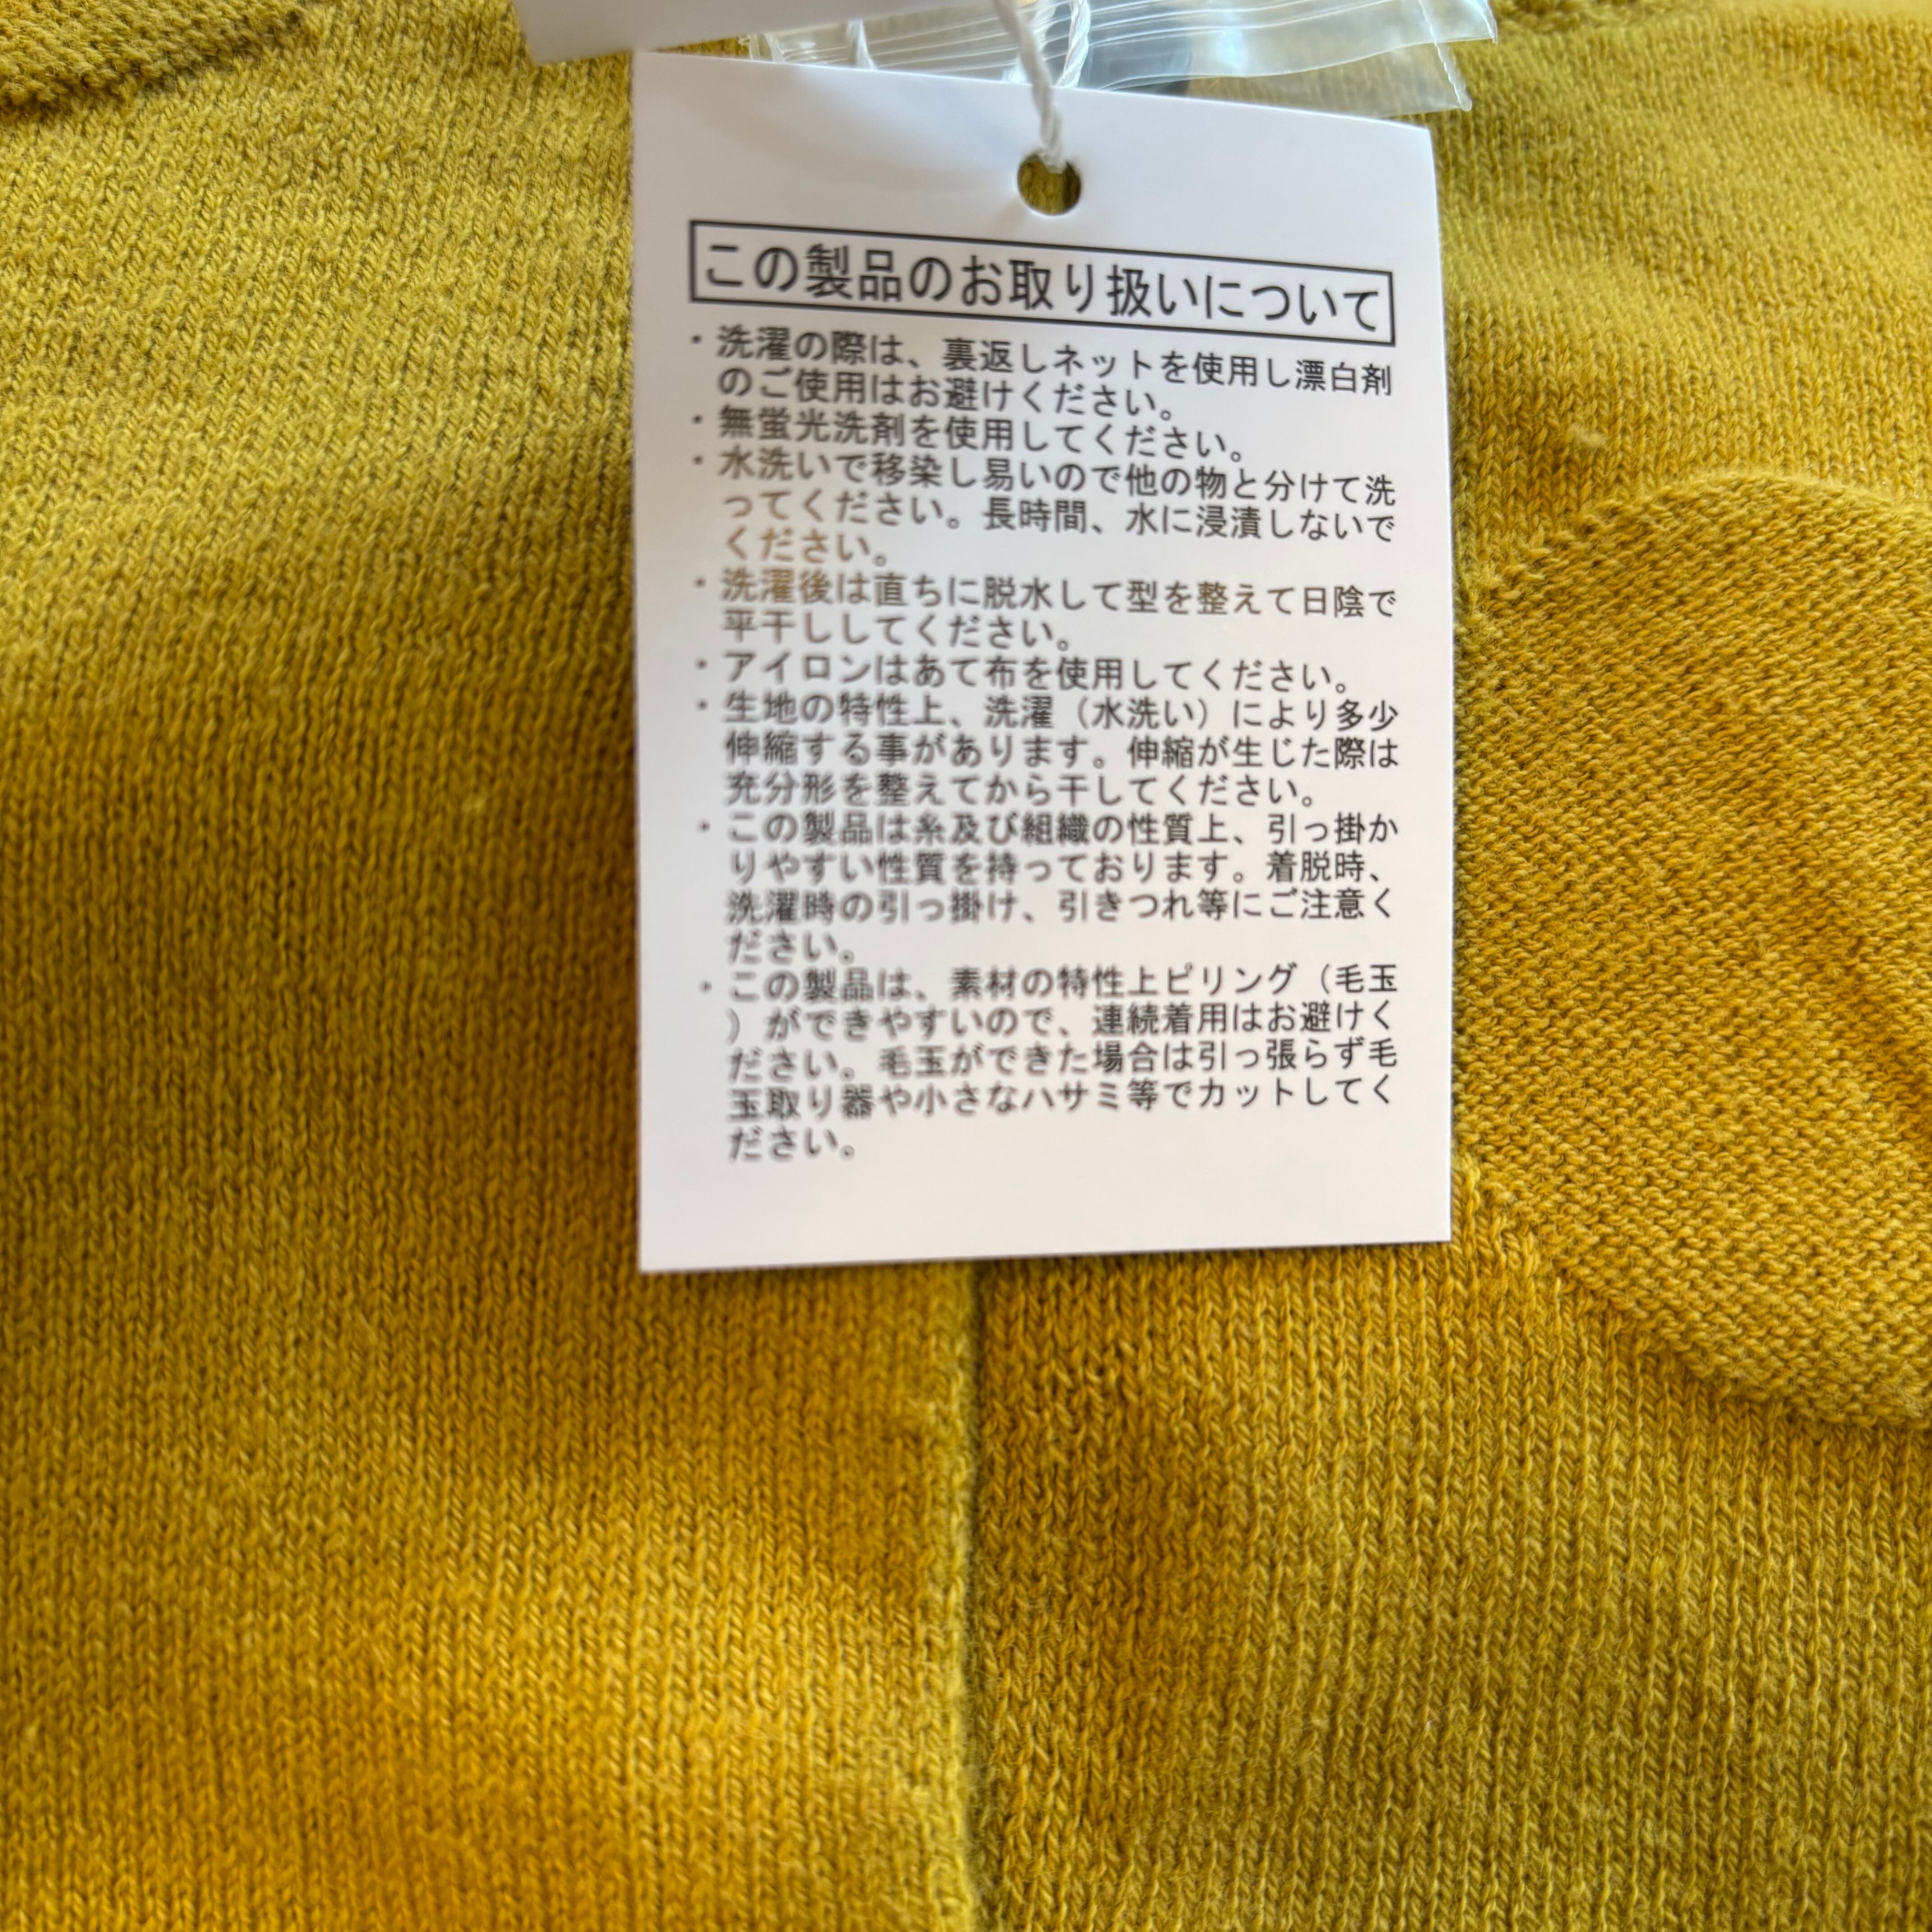 この製品のお取り扱いについて
・洗濯の際は、裏返しネットを使用し漂白剤
のご使用はお避けください。
・無蛍光洗剤を使用してください。
・水洗いで移染し易いので他の物と分けて洗
ってください。長時間、水に浸漬しないで
ください。
・洗濯後は直ちに脱水して型を整えて日陰で
平干ししてください。
・アイロンはあて布を使用してください。
・生地の特性上、洗濯（水洗い）により多少
伸縮する事があります。伸縮が生じた際は
充分形を整えてから干してください。
・この製品は糸及び組織の性質上、引っ掛か
りやすい性質を持っております。着脱時、
洗濯時の引っ掛け、引きつれ等にご注意く
ださい。
・この製品は、素材の特性上ピリング（毛玉
）ができやすいので、連続着用はお避けく
ださい。毛玉ができた場合は引っ張らず毛
玉取り器や小さなハサミ等でカットしてく
ださい。